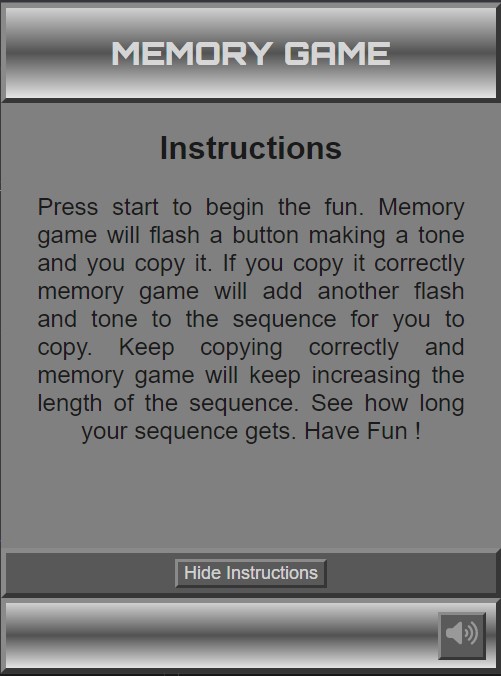 MEMORY GAME
Instructions
Press start to begin the fun. Memory
game will flash a button making a tone
and you copy it. If you copy it correctly
memory game will add another flash
and tone to the sequence for you to
copy. Keep copying correctly and
memory game will keep increasing the
length of the sequence. See how long
your sequence gets. Have Fun !
Hide Instructions